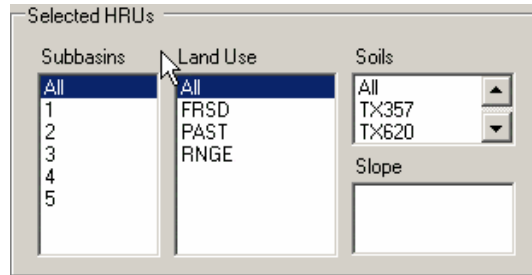 Selected HRUs
Subbasins
All
1
2
3
4
5
Land Use
All
FRSD
PAST
RNGE
Soils
All
TX357
TX620
Slope